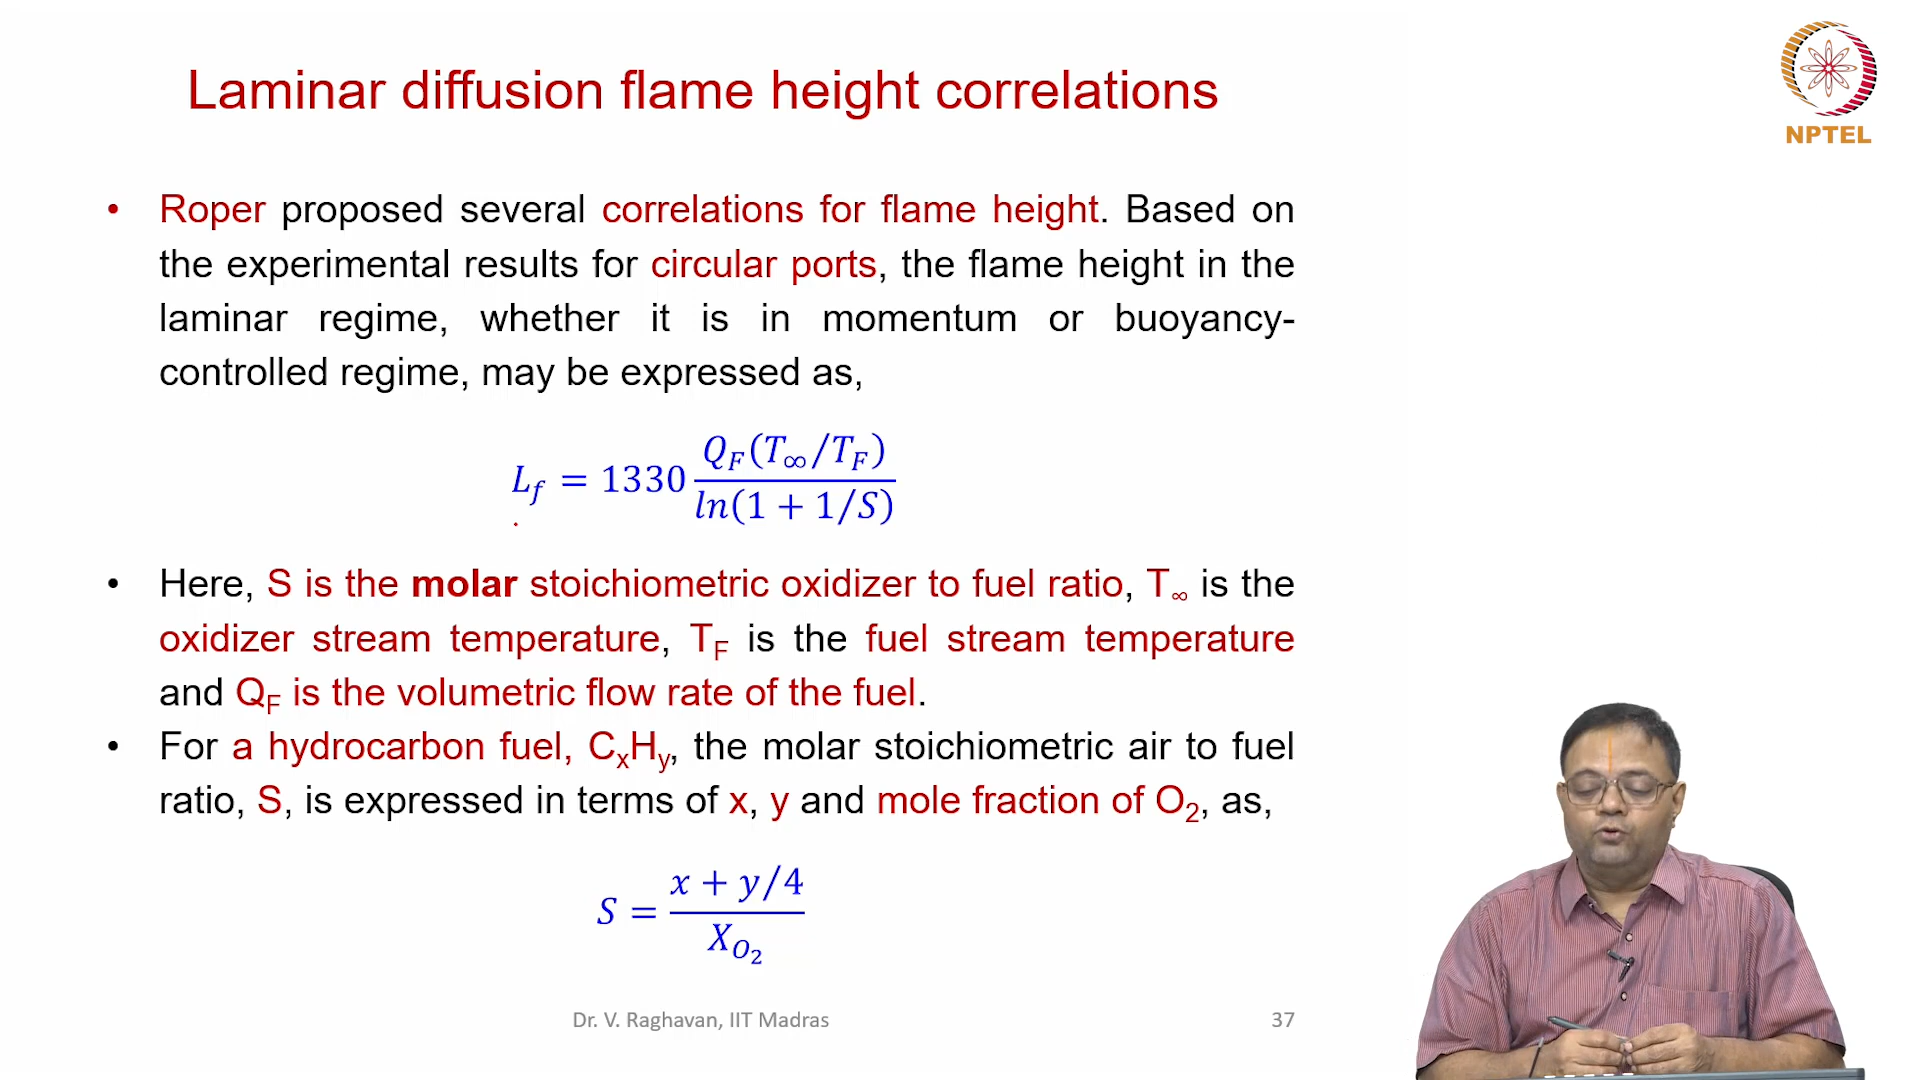 Laminar diffusion flame height correlations
NPTEL
• Roper proposed several correlations for flame height. Based on
the experimental results for circular ports, the flame height in the
laminar regime, whether it is in momentum or buoyancy-
controlled regime, may be expressed as,
L_f = 1330 Q_F(T_∞/T_F) / ln(1 + 1/S)
• Here, S is the molar stoichiometric oxidizer to fuel ratio, T_∞ is the
oxidizer stream temperature, T_F is the fuel stream temperature
and Q_F is the volumetric flow rate of the fuel.
• For a hydrocarbon fuel, C_xH_y, the molar stoichiometric air to fuel
ratio, S, is expressed in terms of x, y and mole fraction of O_2, as,
S = (x + y/4) / X_{O_2}
Dr. V. Raghavan, IIT Madras 37